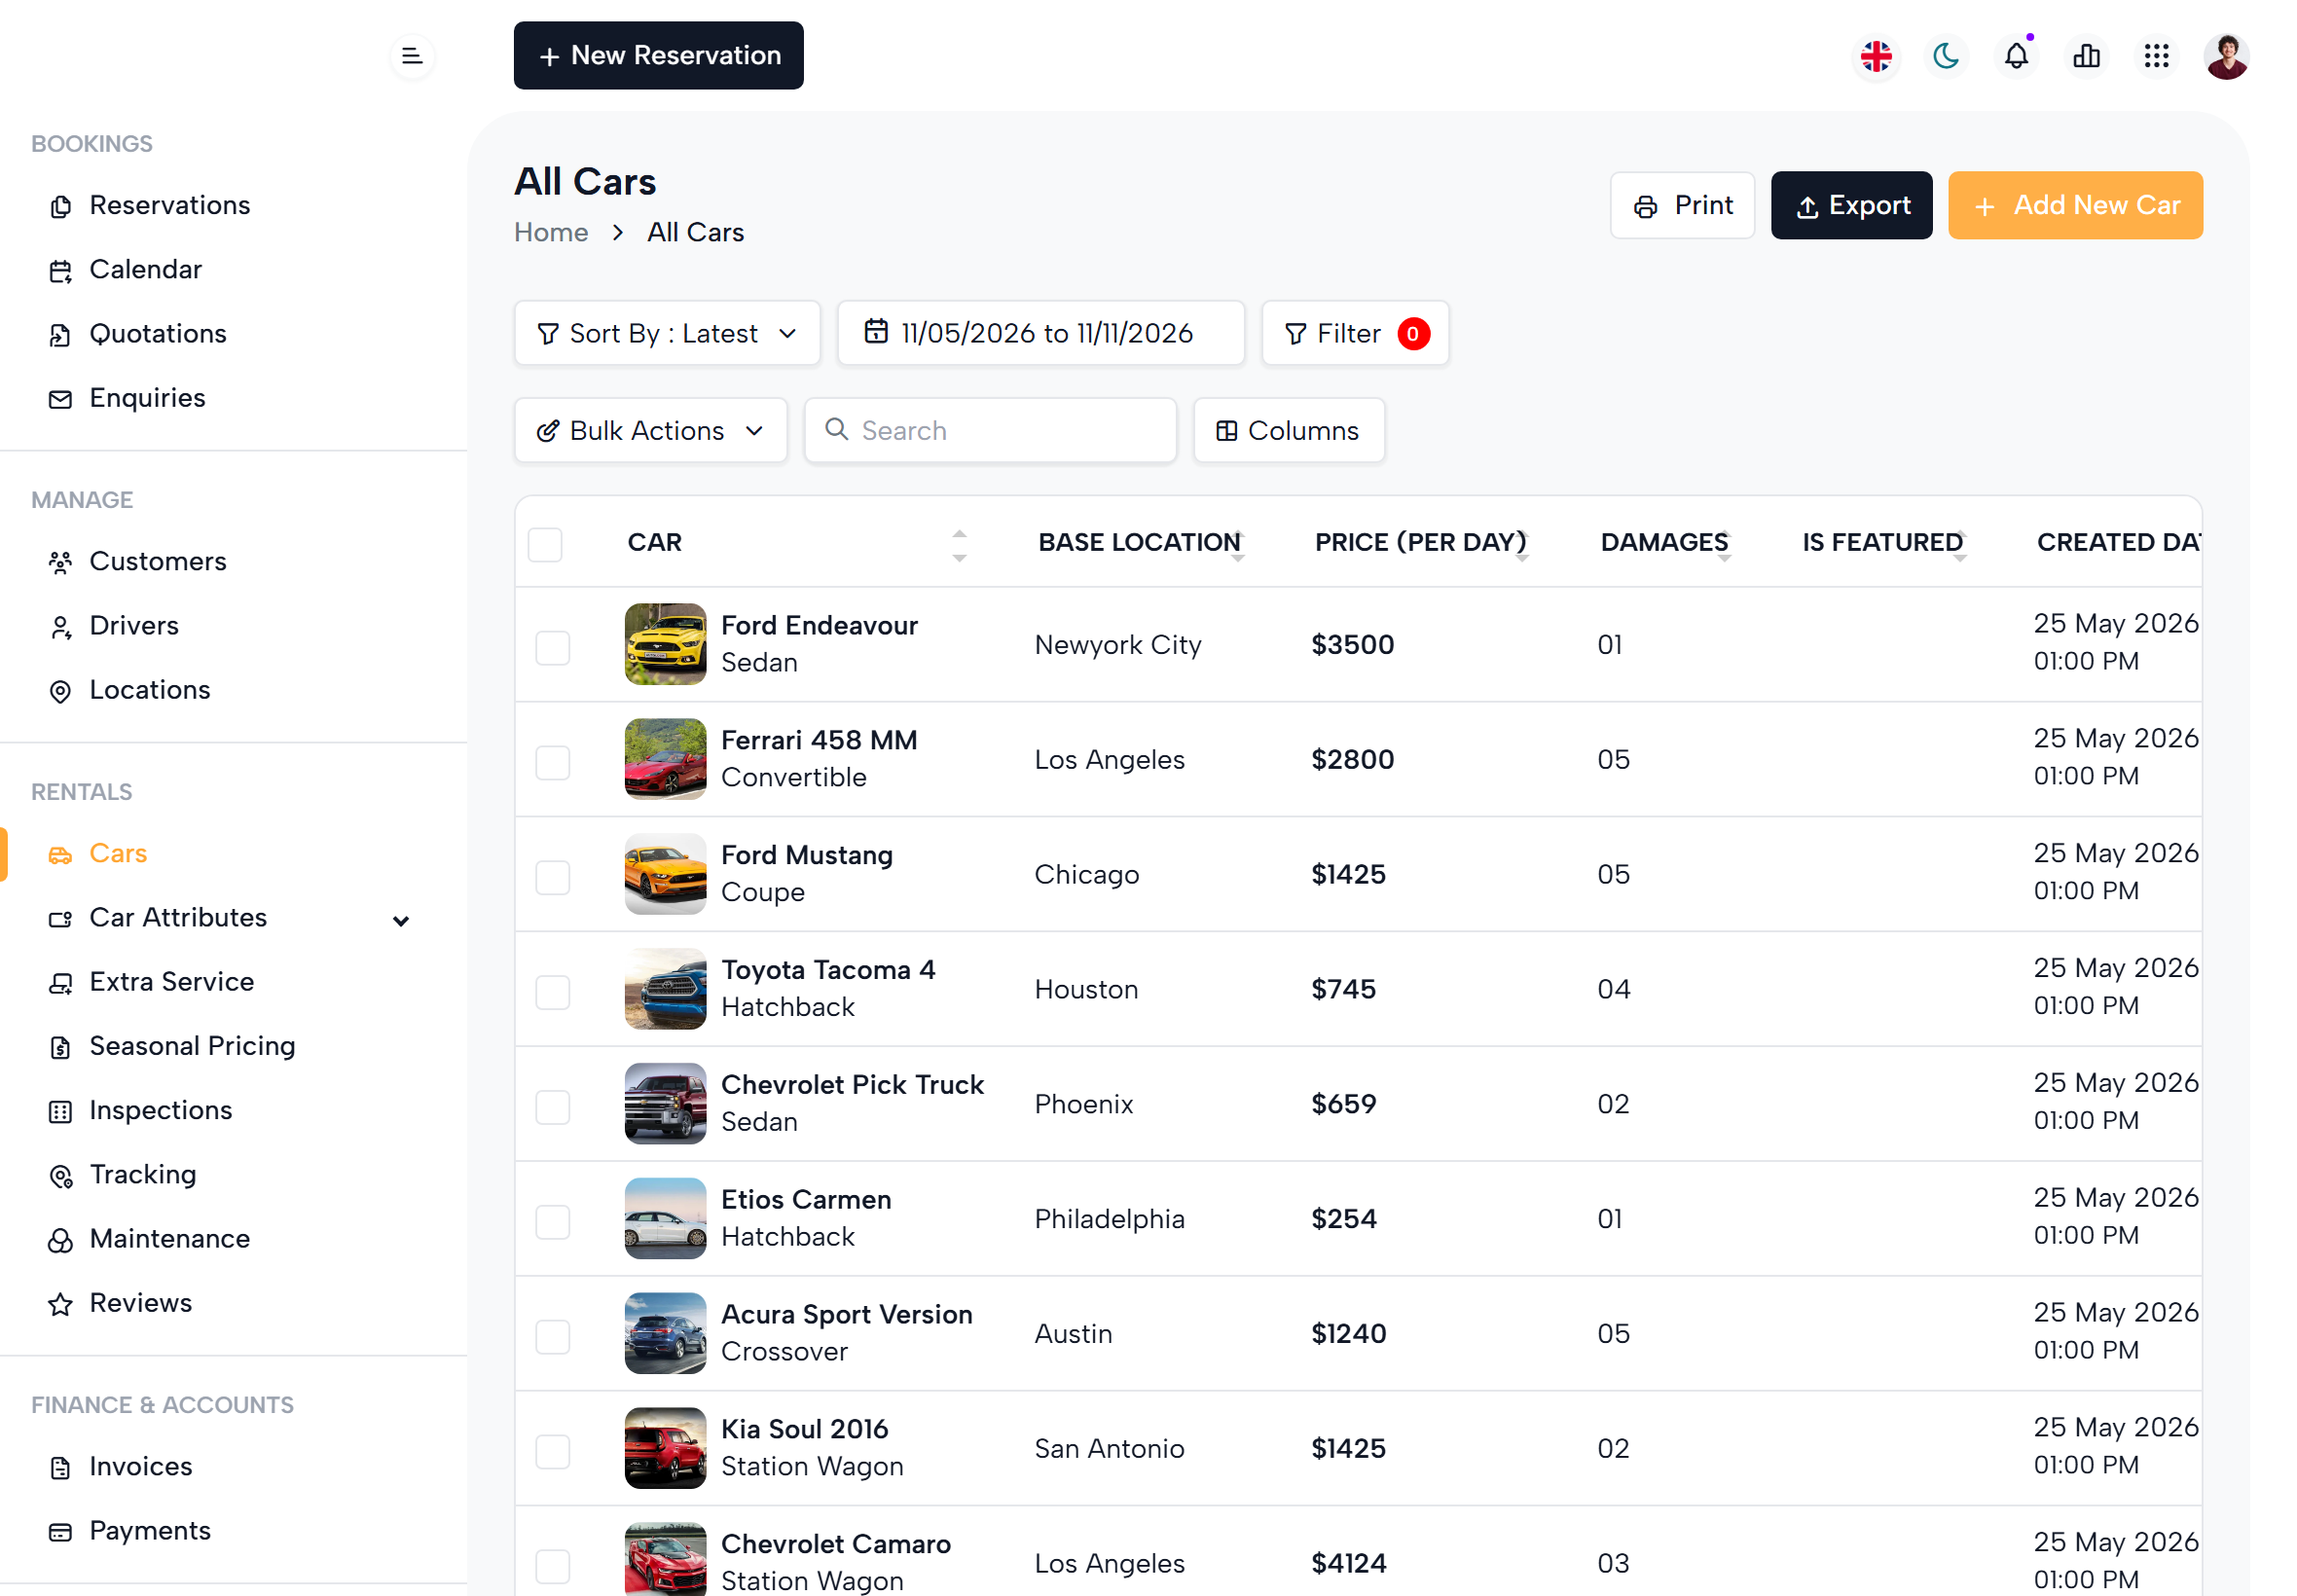 New Reservation
BOOKINGS
Reservations
Calendar
Quotations
Enquiries
MANAGE
Customers
Drivers
Locations
RENTALS
Cars
Car Attributes
Extra Service
Seasonal Pricing
Inspections
Tracking
Maintenance
Reviews
FINANCE & ACCOUNTS
Invoices
Payments
All Cars
Home > All Cars
Print
Export
+ Add New Car
Sort By : Latest
11/05/2026 to 11/11/2026
Filter 0
Bulk Actions
Search
Columns
CAR BASE LOCATION PRICE (PER DAY) DAMAGES IS FEATURED CREATED
Ford Endeavour
Sedan
Newyork City
$3500
01
25 May 2026
01:00 PM
Ferrari 458 MM
Convertible
Los Angeles
$2800
05
25 May 2026
01:00 PM
Ford Mustang
Coupe
Chicago
$1425
05
25 May 2026
01:00 PM
Toyota Tacoma 4
Hatchback
Houston
$745
04
25 May 2026
01:00 PM
Chevrolet Pick Truck
Sedan
Phoenix
$659
02
25 May 2026
01:00 PM
Etios Carmen
Hatchback
Philadelphia
$254
01
25 May 2026
01:00 PM
Acura Sport Version
Crossover
Austin
$1240
05
25 May 2026
01:00 PM
Kia Soul 2016
Station Wagon
San Antonio
$1425
02
25 May 2026
01:00 PM
Chevrolet Camaro
Station Wagon
Los Angeles
$4124
03
25 May 2026
01:00 PM